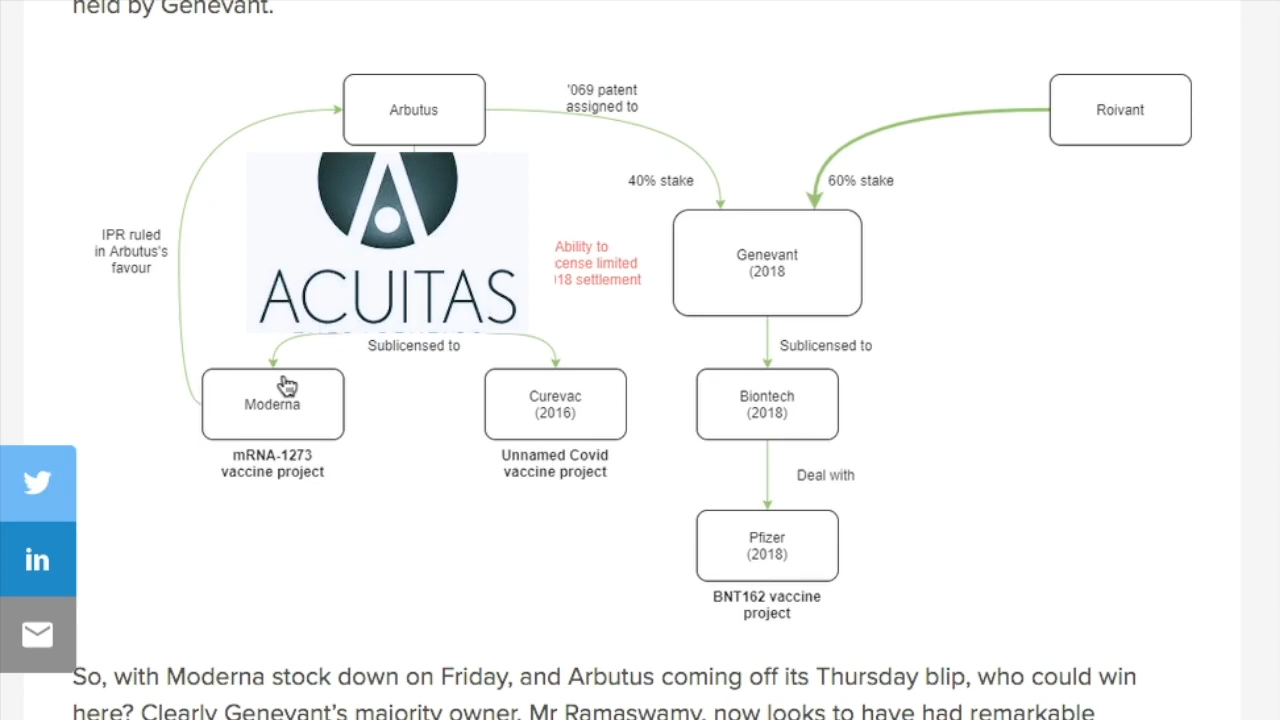 held by Genevant.
Arbutus
'069 patent
assigned to
Roivant
40% stake
60% stake
IPR ruled
in Arbutus's
favour
ACUITAS
Ability to
cense limited
18 settlement
Genevant
(2018
Sublicensed to
Sublicensed to
Moderna
Curevac
(2016)
Biontech
(2018)
mRNA-1273
vaccine project
Unnamed Covid
vaccine project
Deal with
Pfizer
(2018)
BNT162 vaccine
project
in
So, with Moderna stock down on Friday, and Arbutus coming off its Thursday blip, who could win
here? Clearly Genevant's majority owner, Mr Ramaswamy, now looks to have had remarkable